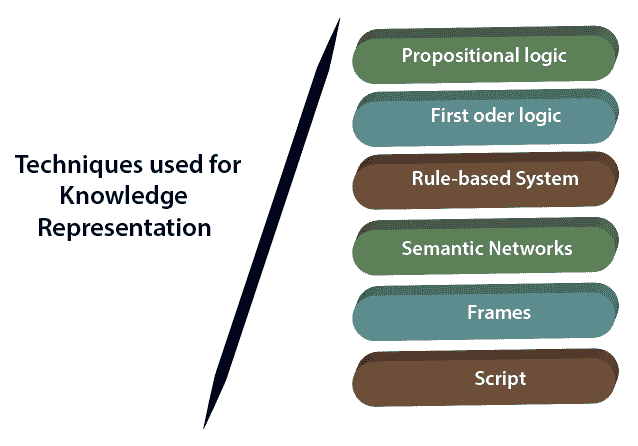 Techniques used for
Knowledge
Representation
Propositional logic
First oder logic
Rule-based System
Semantic Networks
Frames
Script